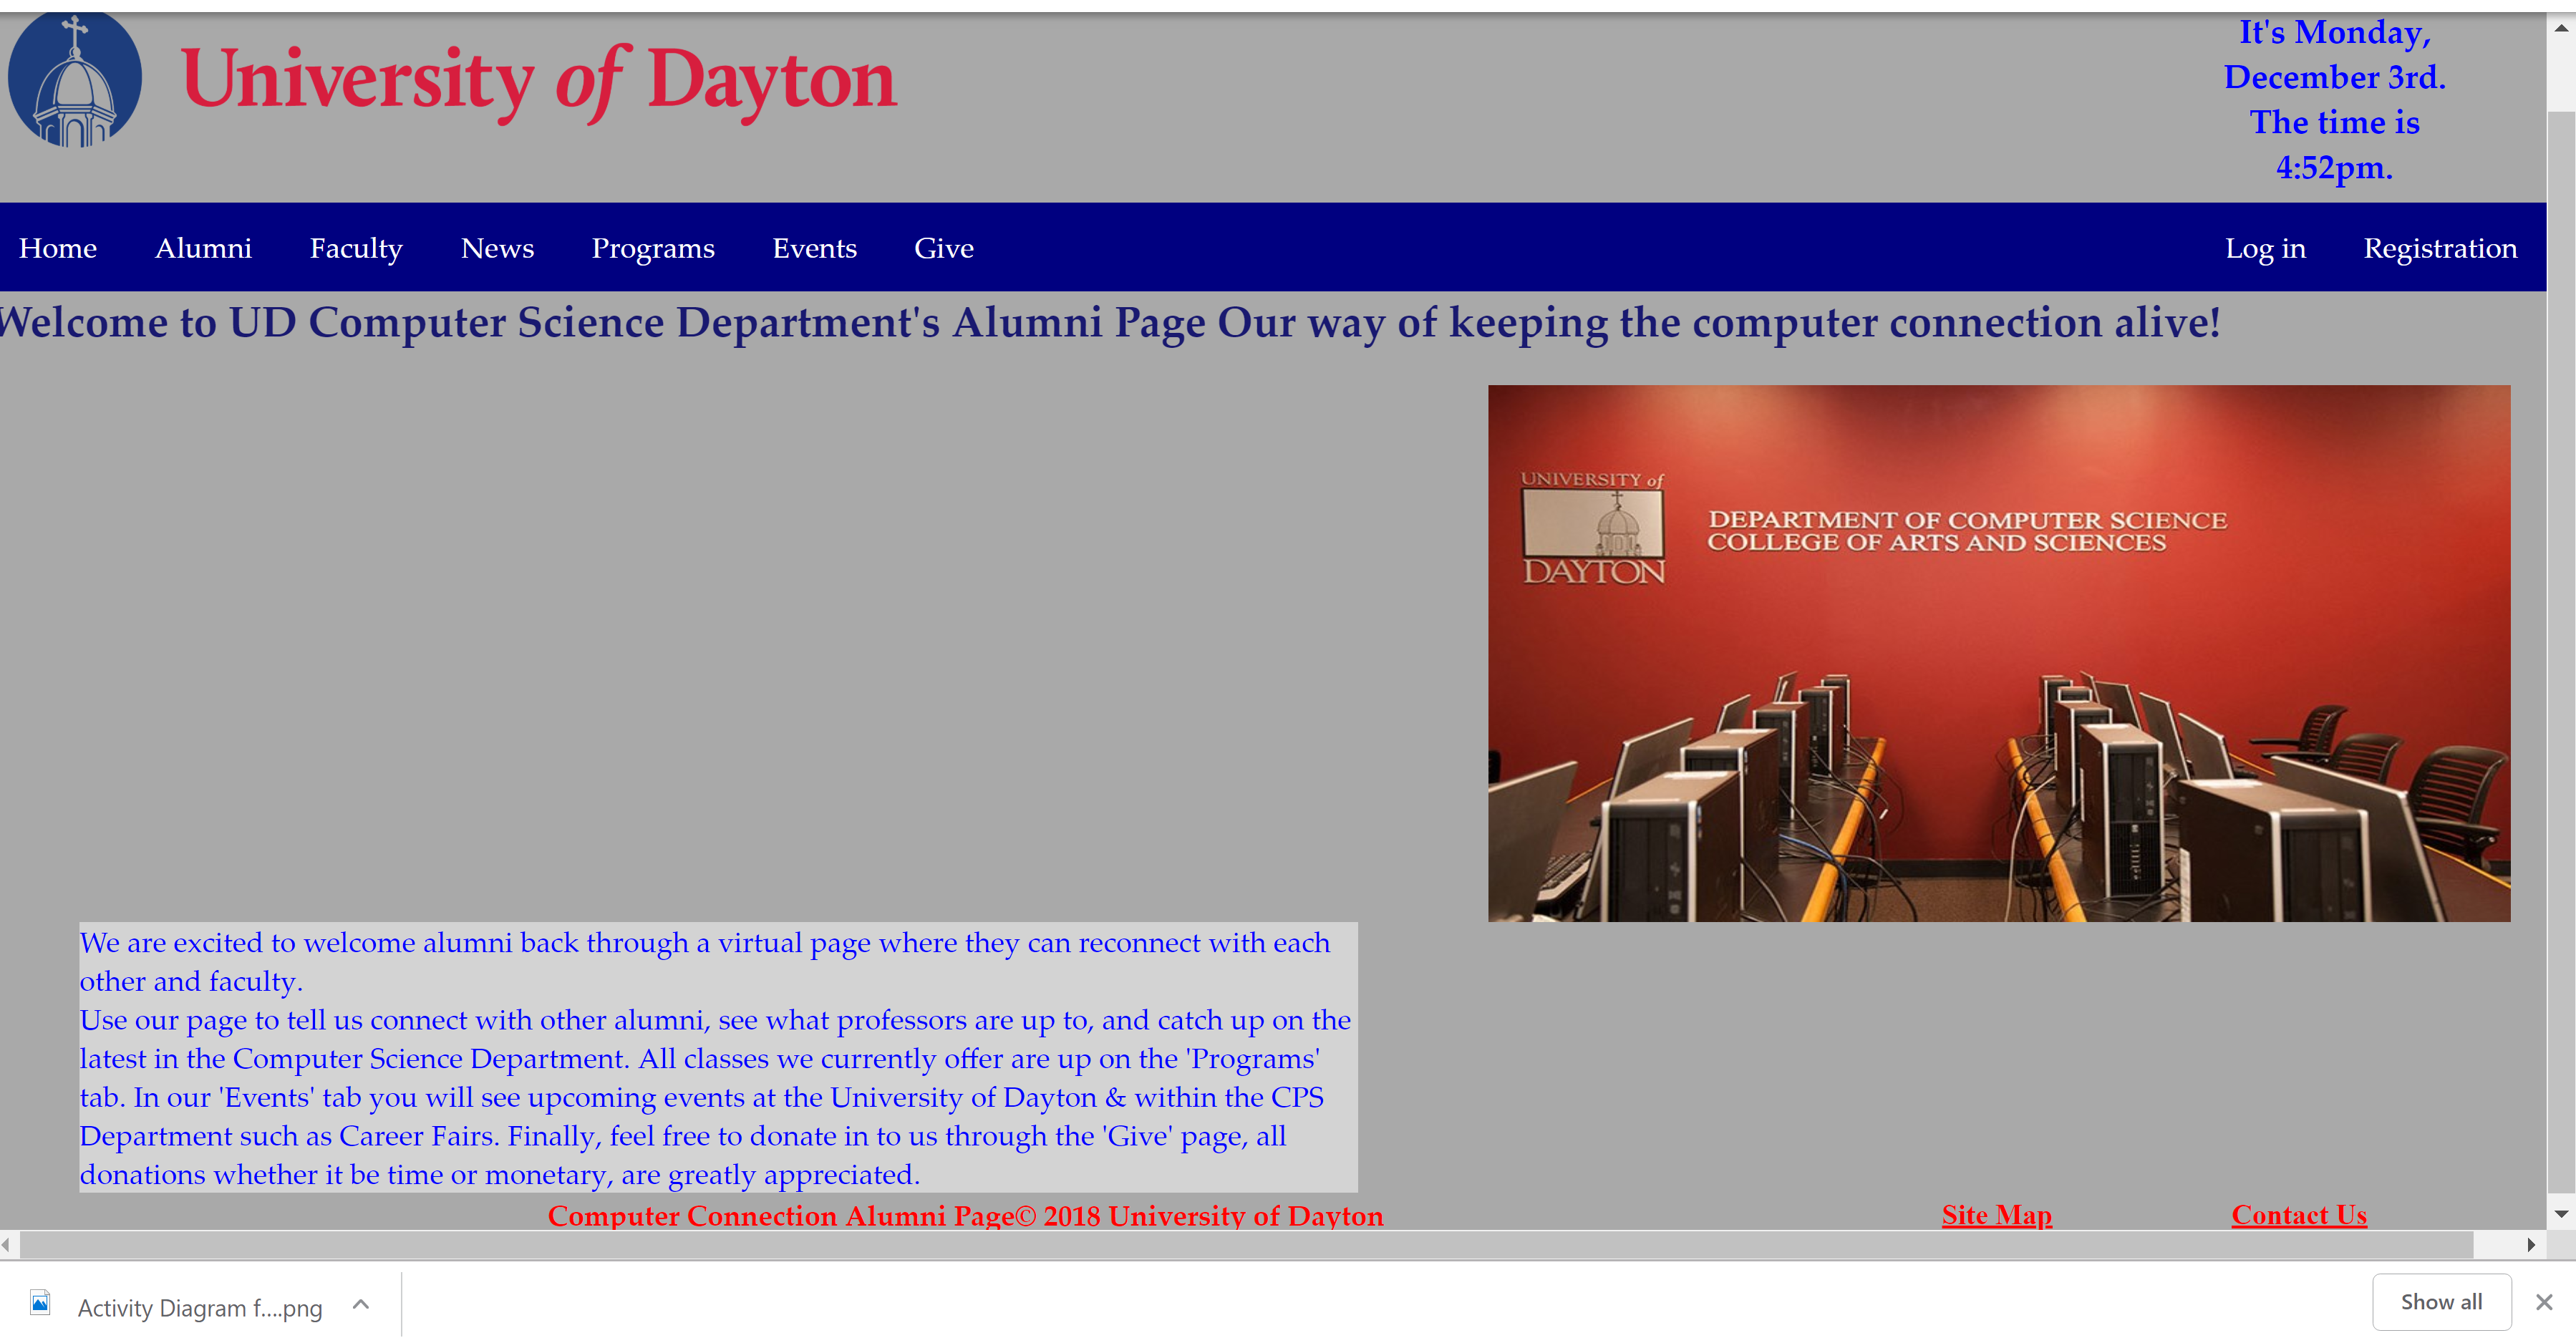 University of Dayton
It's Monday,
December 3rd.
The time is
4:52pm.
Home Alumni Faculty News Programs Events Give Log in Registration
Welcome to UD Computer Science Department's Alumni Page Our way of keeping the computer connection alive!
UNIVERSITY of
DAYTON
DEPARTMENT OF COMPUTER SCIENCE
COLLEGE OF ARTS AND SCIENCES
We are excited to welcome alumni back through a virtual page where they can reconnect with each
other and faculty.
Use our page to tell us connect with other alumni, see what professors are up to, and catch up on the
latest in the Computer Science Department. All classes we currently offer are up on the 'Programs'
tab. In our 'Events' tab you will see upcoming events at the University of Dayton & within the CPS
Department such as Career Fairs. Finally, feel free to donate in to us through the 'Give' page, all
donations whether it be time or monetary, are greatly appreciated.
Computer Connection Alumni Page© 2018 University of Dayton Site Map Contact Us
Activity Diagram f....png Show all